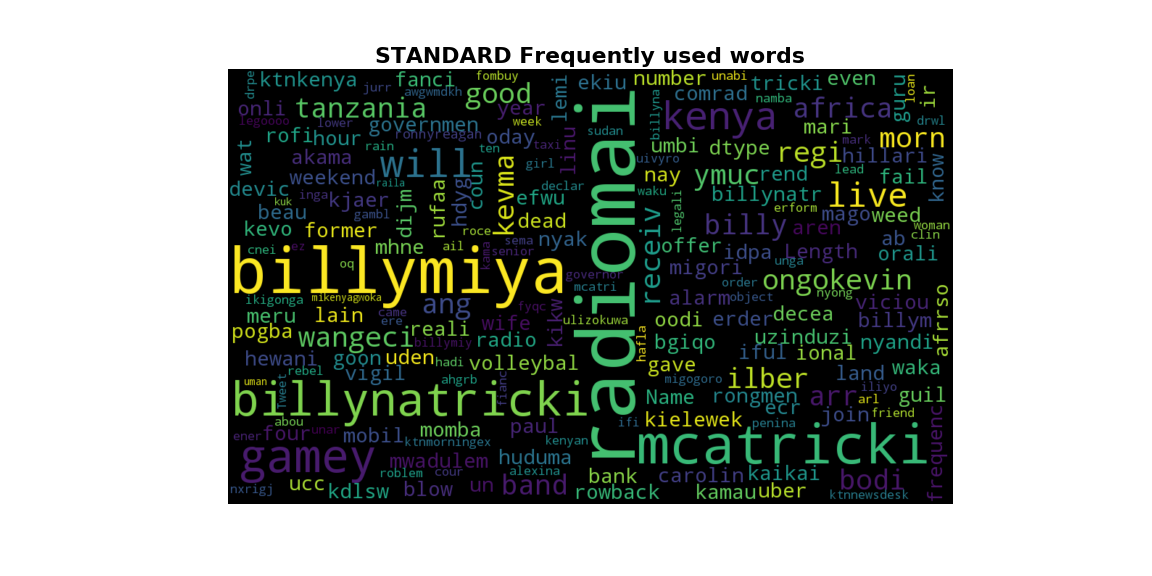 STANDARD Frequently used words
drpe ktnkenya jurr fanci fombuy lemi ekiu number unabi tricki even guru loan ir
awgwmdkh good comrad namba
onli tanzania year billyna kenya africa drwl
legoooo lower governmen ronnyreagan week sudan mari morn
rofi hour oday taxi linu umbi dtype regi mark hillari
wat akama rain will ten girl uivyro lead know
weekend raila coun kevma declar nay ymuc rend fail
devic inga kjaer dijm rufaa hdyg efwu waku legali billynatr
kuk beau gambl roce dead erform mago weed woman
kevo former billy aren clin
cnei ez mhne ail kama sema nyak receiv offer idpa Length ab orali
billymiya oq senior radiomai governor migori unga
mcatri order ongokevin
ikigonga mikenyagwoka ang fyqc alarm object nyong viciou afrrso
meru lain came ere wife kikw ulizokuwa oodi erder decea billym
pogba wangeci reali billymiy radio hafla bgiqo uzinduzi nyandi
hewani goon uden hadi volleybal gave iful ional waka
rebel vigil migogoro ilber land iliyo
uman Tweet ahgrb fianc Name rongmen arr arl guil
billynatricki abou ifi kielewek penina ecr join friend frequenc
ener four unar mobil momba paul kenyan mcatricki
gamey ktnmorningex
mwadulem huduma
roblem cour alexina bank carolin kaikai bodi
nxrigj ucc kdlsw blow un band rowback kamau uber ktnnewsdesk